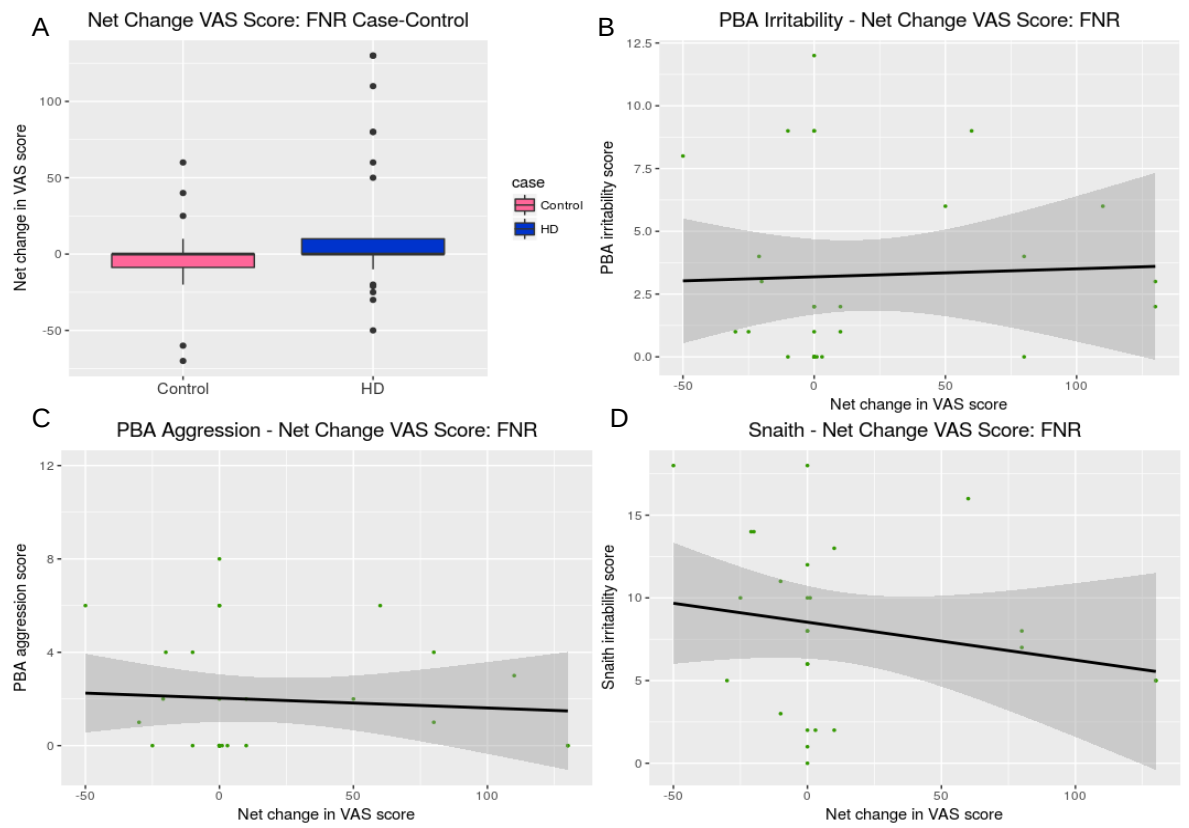 A
Net Change VAS Score: FNR Case-Control
Net change in VAS score
100
50
0
-50
Control
HD
case
Control
HD
B
PBA Irritability - Net Change VAS Score: FNR
PBA irritability score
12.5
10.0
7.5
5.0
2.5
0.0
-50
0
50
100
Net change in VAS score
C
PBA Aggression - Net Change VAS Score: FNR
PBA aggression score
12
8
4
0
-50
0
50
100
Net change in VAS score
D
Snaith - Net Change VAS Score: FNR
Snaith irritability score
15
10
5
0
-50
0
50
100
Net change in VAS score